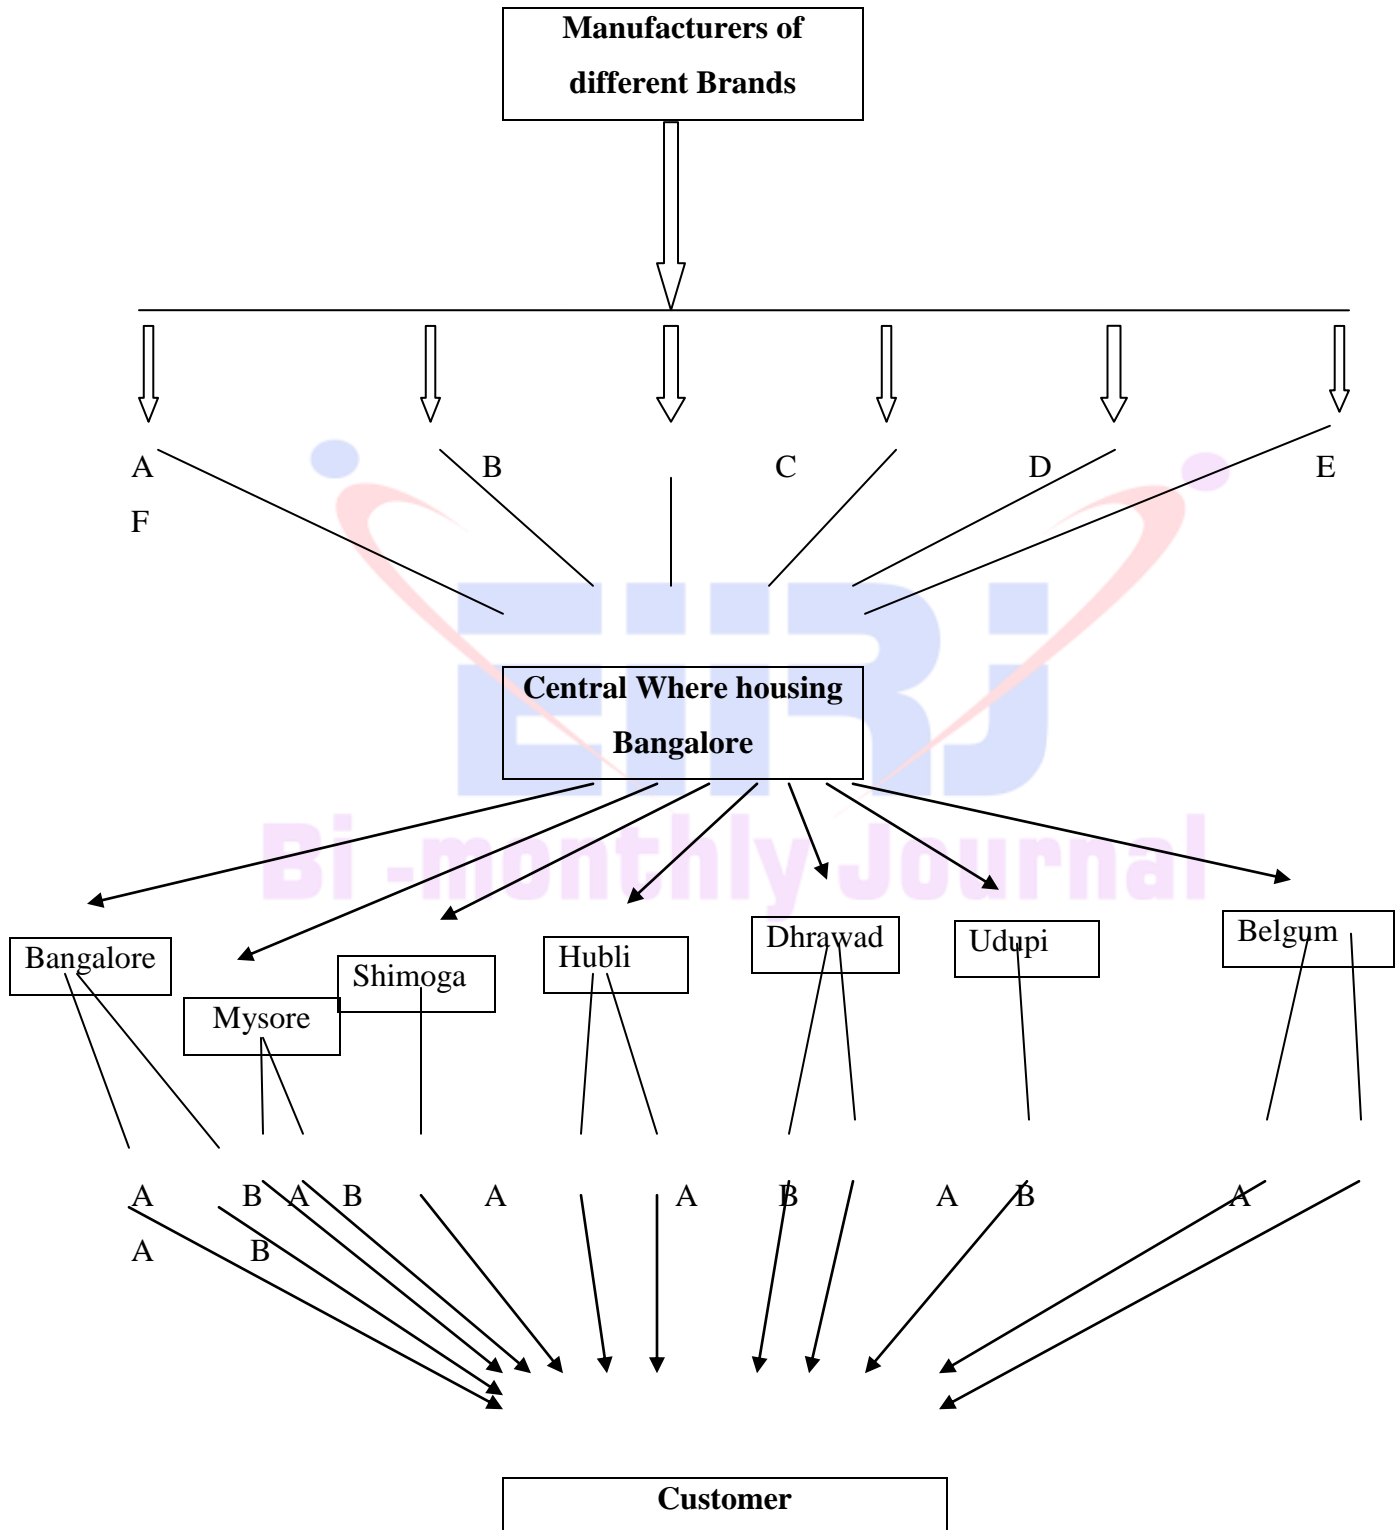 Manufacturers of
different Brands
A B C D E
F
EIIRJ
Central Where housing
Bangalore
Bi -monthly Journal
Bangalore
Mysore
Shimoga
Hubli
Dhrawad
Udupi
Belgum
A B A B A A B A B A
A B
Customer